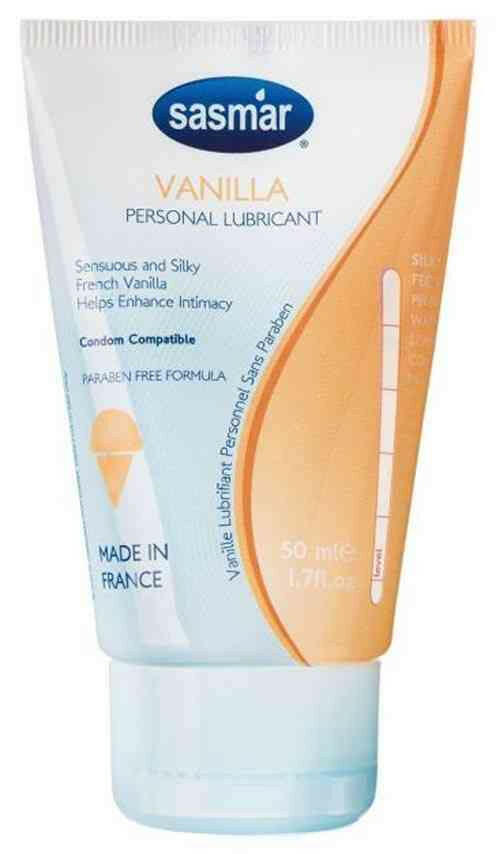 sasmar
®
VANILLA
PERSONAL LUBRICANT
Sensuous and Silky
French Vanilla
Helps Enhance Intimacy
Condom Compatible
PARABEN FREE FORMULA
MADE IN
FRANCE
Vanille Lubrifiant Personnel Sans Paraben
50 ml e
1.7fl.oz
level